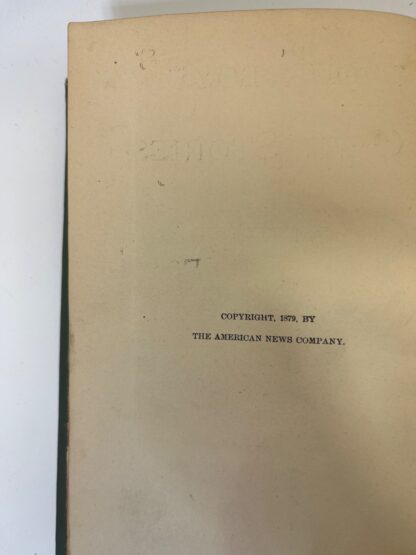 COPYRIGHT, 1879, BY
THE AMERICAN NEWS COMPANY.